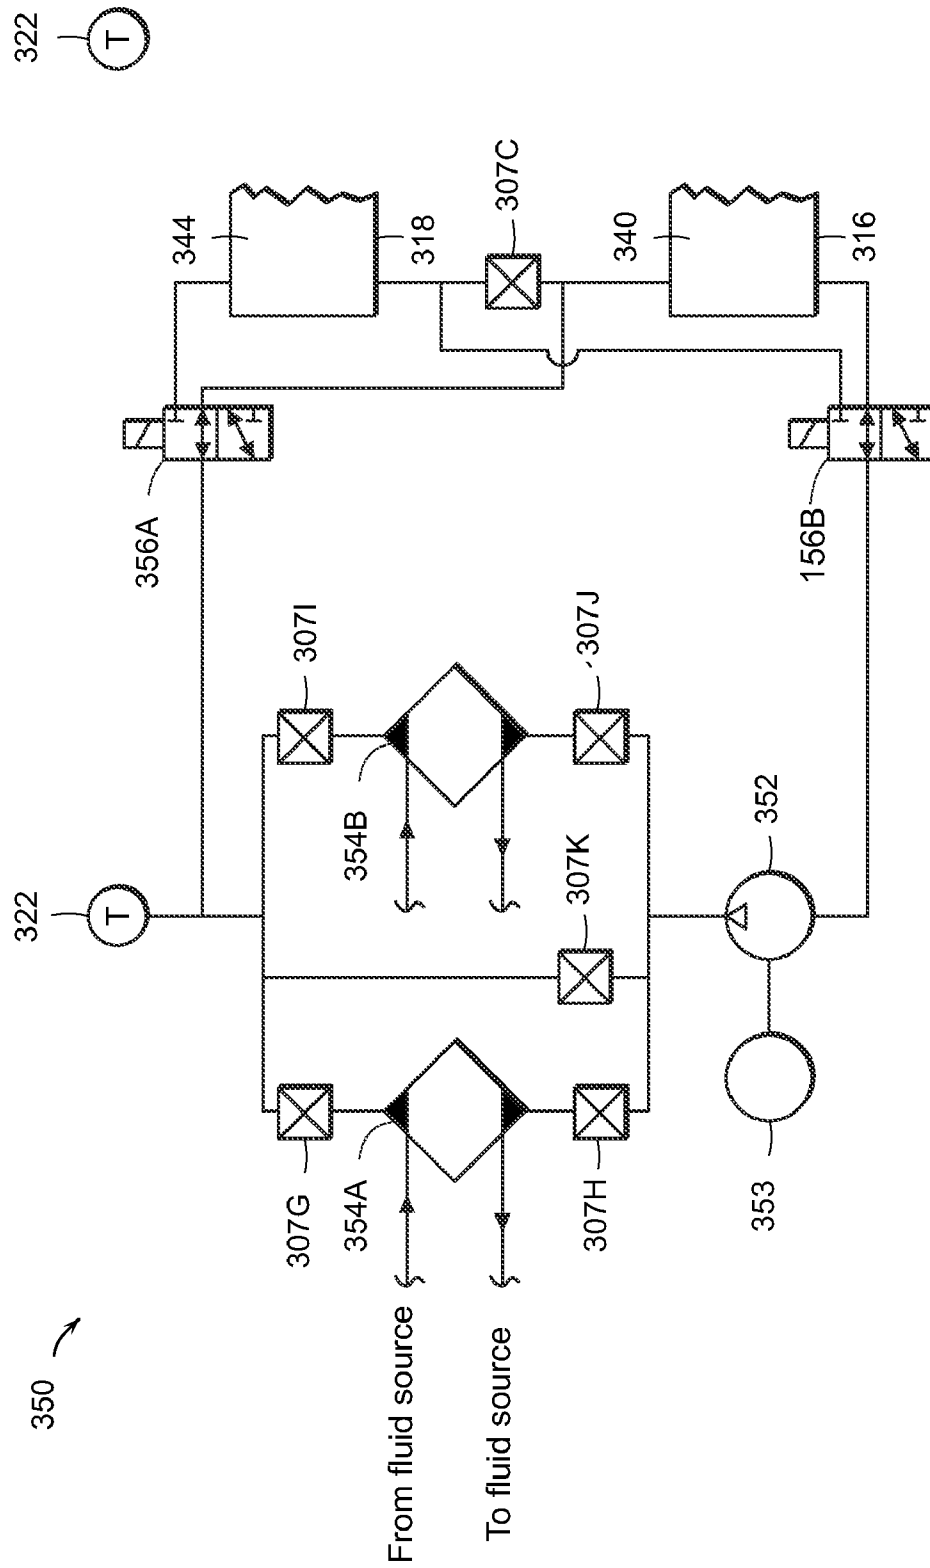 350
322
T
322
T
From fluid source
To fluid source
307G
354A
307H
353
352
307K
354B
307I
307J
356A
156B
344
318
307C
340
316